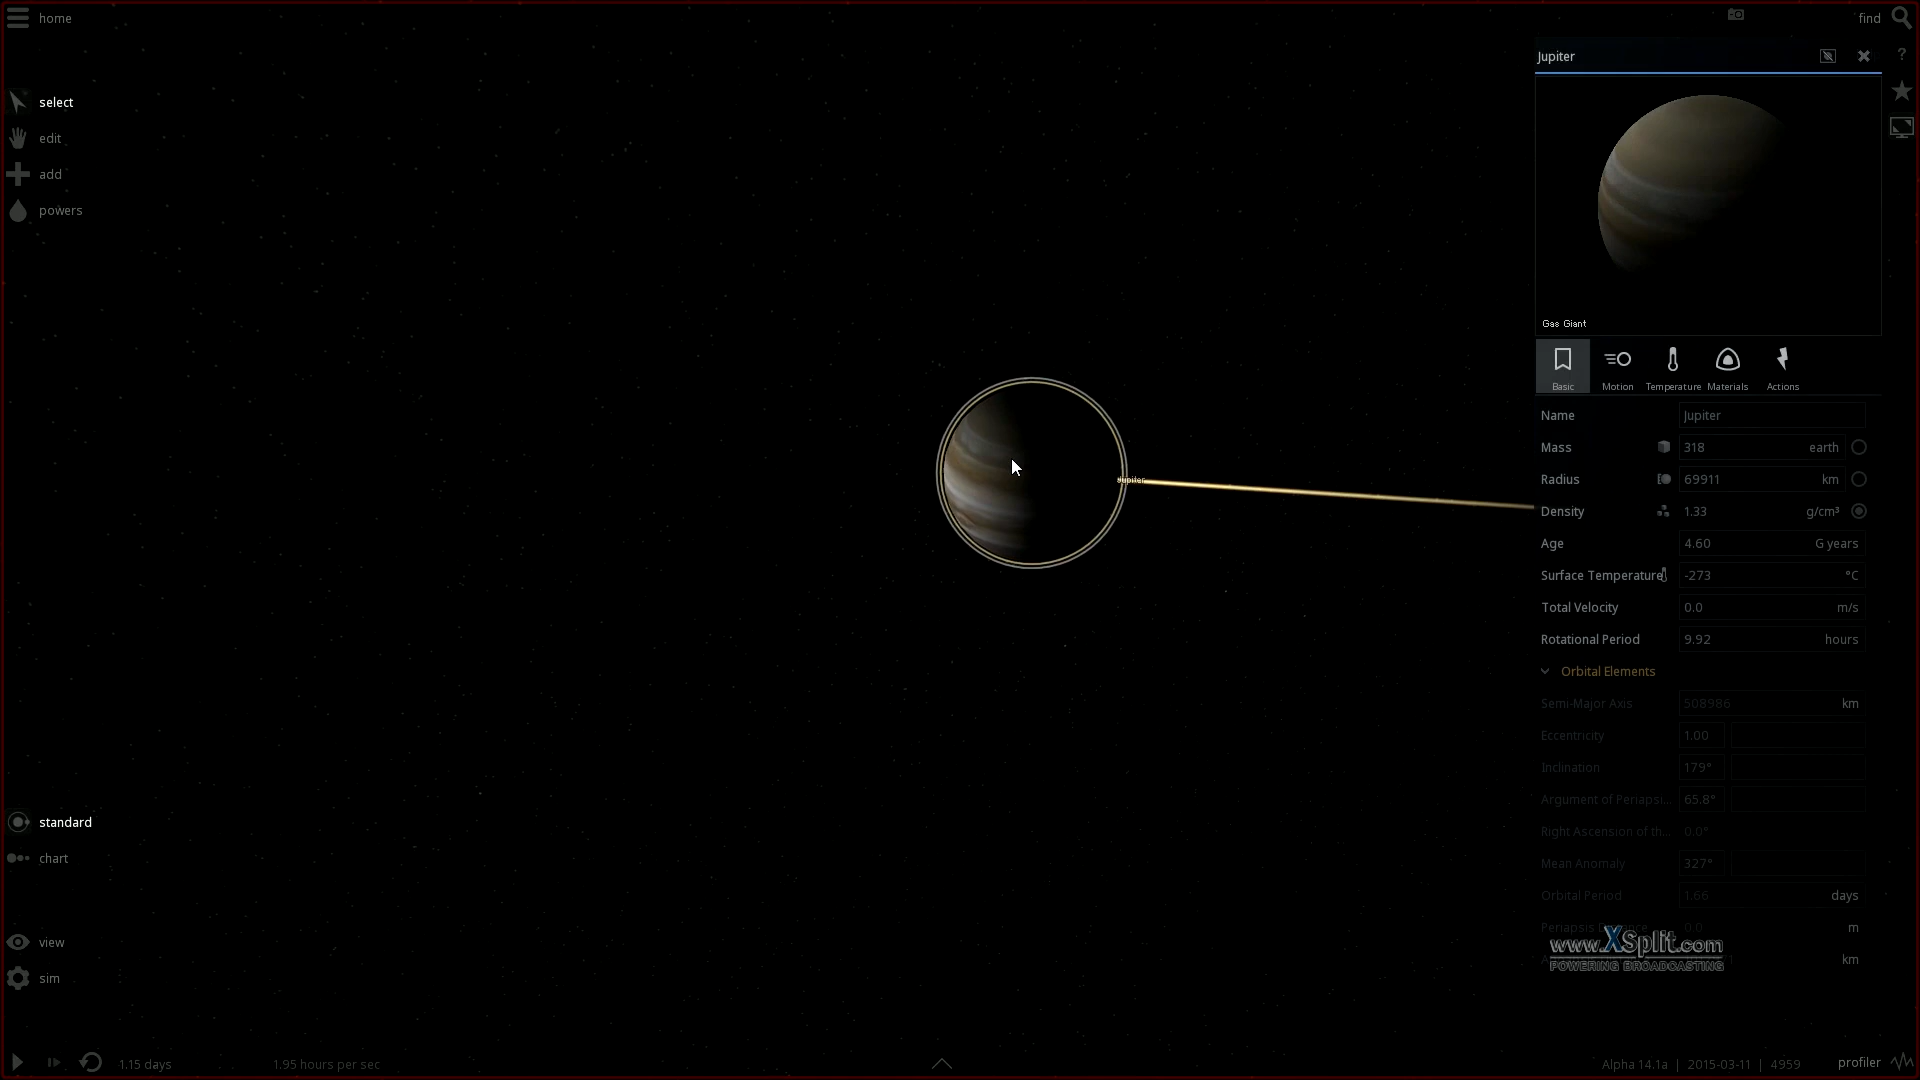 home
find
Jupiter
?
select
edit
add
powers
Gas Giant
Basic Motion Temperature Materials Actions
Name Jupiter
Mass 318 earth
Jupiter
Radius 69911 km
Density 1.33 g/cm³
Age 4.60 G years
Surface Temperature -273 °C
Total Velocity 0.0 m/s
Rotational Period 9.92 hours
Orbital Elements
Semi-Major Axis 508986 km
Eccentricity 1.00
Inclination 179°
Argument of Periapsi... 65.8°
Right Ascension of th... 0.0°
Mean Anomaly 327°
Orbital Period 1.66 days
Periapsis 0.0 m
www.XSplit.com
km
POWERING BROADCASTING
standard
chart
view
sim
1.15 days
1.95 hours per sec
Alpha 14.1a | 2015-03-11 | 4959
profiler